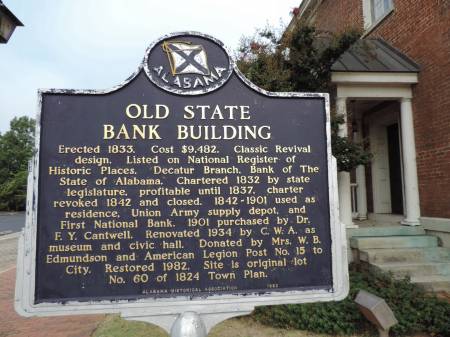 ALABAMA
OLD STATE
BANK BUILDING
Erected 1833. Cost $9,482. Classic Revival
design. Listed on National Register of
Historic Places. Decatur Branch, Bank of The
State of Alabama. Chartered 1832 by state
legislature, profitable until 1837, charter
revoked 1842 and closed. 1842-1901 used as
residence, Union Army supply depot, and
First National Bank. 1901 purchased by Dr.
F. Y. Cantwell. Renovated 1934 by C. W. A. as
museum and civic hall. Donated by Mrs. W. B.
Edmundson and American Legion Post No. 15 to
City. Restored 1982. Site is original lot
No. 60 of 1824 Town Plan.
ALABAMA HISTORICAL ASSOCIATION